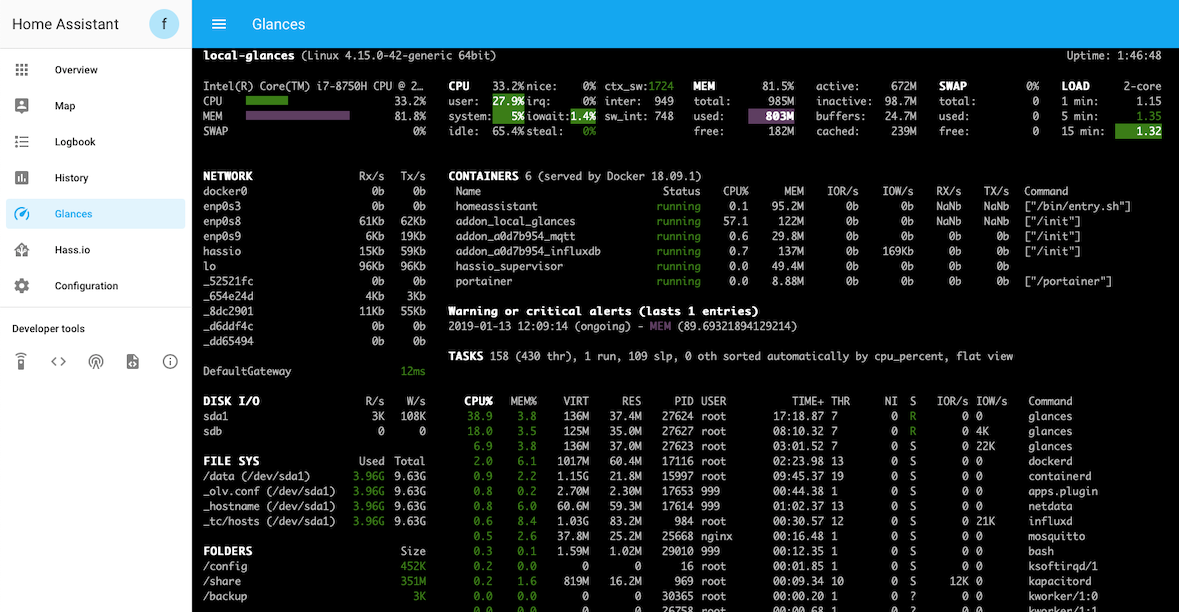 Home Assistant
f
Glances
Overview
Map
Logbook
History
Glances
Hass.io
Configuration
Developer tools
local-glances (Linux 4.15.0-42-generic 64bit) Uptime: 1:46:48
Intel(R) Core(TM) i7-8750H CPU @ 2… CPU 33.2% nice: 0% ctx_sw:1724 MEM 81.5% active: 672M SWAP 0% LOAD 2-core
CPU 33.2% user: 27.9% irq: 0% inter: 949 total: 985M inactive: 98.7M total: 0 1 min: 1.15
MEM 81.8% system: 5% iowait:1.4% sw_int: 748 used: 803M buffers: 24.7M used: 0 5 min: 1.35
SWAP 0% idle: 65.4% steal: 0% free: 182M cached: 239M free: 0 15 min: 1.32
NETWORK Rx/s Tx/s
docker0 0b 0b
enp0s3 0b 0b
enp0s8 61Kb 62Kb
enp0s9 6Kb 19Kb
hassio 15Kb 59Kb
lo 96Kb 96Kb
_52521fc 0b 0b
_654e24d 4Kb 3Kb
_8dc2901 11Kb 55Kb
_d6ddf4c 0b 0b
_dd65494 0b 0b
DefaultGateway 12ms
DISK I/O R/s W/s
sda1 3K 108K
sdb 0 0
FILE SYS Used Total
/data (/dev/sda1) 3.96G 9.63G
_olv.conf (/dev/sda1) 3.96G 9.63G
_hostname (/dev/sda1) 3.96G 9.63G
_tc/hosts (/dev/sda1) 3.96G 9.63G
FOLDERS Size
/config 452K
/share 351M
/backup 3K
CONTAINERS 6 (served by Docker 18.09.1)
Name Status CPU% MEM IOR/s IOW/s RX/s TX/s Command
homeassistant running 0.1 95.2M 0b 0b NaNb NaNb ["/bin/entry.sh"]
addon_local_glances running 57.1 122M 0b 0b NaNb NaNb ["/init"]
addon_a0d7b954_mqtt running 0.6 29.8M 0b 0b 0b 0b ["/init"]
addon_a0d7b954_influxdb running 0.7 137M 0b 169Kb 0b 0b ["/init"]
hassio_supervisor running 0.0 49.4M 0b 0b 0b 0b
portainer running 0.0 8.88M 0b 0b 0b 0b ["/portainer"]
Warning or critical alerts (lasts 1 entries)
2019-01-13 12:09:14 (ongoing) - MEM (89.69321894129214)
TASKS 158 (430 thr), 1 run, 109 slp, 0 oth sorted automatically by cpu_percent, flat view
CPU% MEM% VIRT RES PID USER TIME+ THR NI S IOR/s IOW/s Command
38.9 3.8 136M 37.4M 27624 root 17:18.87 7 0 R 0 0 glances
18.0 3.5 125M 35.0M 27627 root 08:10.32 7 0 R 0 4K glances
6.9 3.8 136M 37.0M 27623 root 03:01.52 7 0 S 0 22K glances
2.0 6.1 1017M 60.4M 17116 root 02:23.98 13 0 S 0 0 dockerd
0.9 2.2 1.15G 21.8M 15997 root 09:45.37 19 0 S 0 0 containerd
0.8 0.2 2.70M 2.30M 17653 999 00:44.38 1 0 S 0 0 apps.plugin
0.8 6.0 60.6M 59.3M 17614 999 01:02.37 13 0 S 0 0 netdata
0.6 8.4 1.03G 83.2M 984 root 00:30.57 12 0 S 0 21K influxd
0.5 2.6 37.8M 25.2M 25668 nginx 00:16.48 1 0 S 0 0 mosquitto
0.3 0.1 1.59M 1.02M 29010 999 00:12.35 1 0 S 0 0 bash
0.2 0.0 0 0 16 root 00:01.85 1 0 S 0 0 ksoftirqd/1
0.2 1.6 819M 16.2M 969 root 00:09.34 10 0 S 12K 0 kapacitord
0.0 0.0 0 0 30365 root 00:00.20 1 0 ? 0 0 kworker/1:0